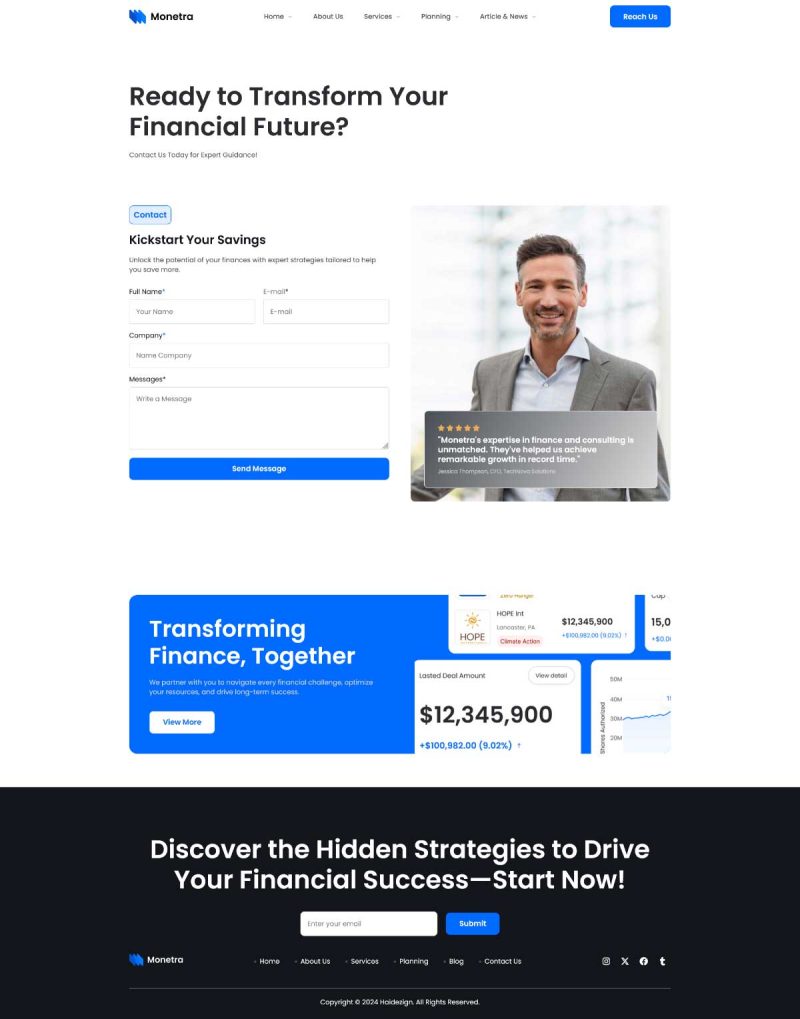 Monetra
Home
About Us
Services
Planning
Article & News
Reach Us
Ready to Transform Your
Financial Future?
Contact Us Today for Expert Guidance!
Contact
Kickstart Your Savings
Unlock the potential of your finances with expert strategies tailored to help
you save more.
Full Name*
E-mail*
Your Name
E-mail
Company*
Name Company
Messages*
Write a Message
Send Message
"Monetra's expertise in finance and consulting is
unmatched. They've helped us achieve
remarkable growth in record time."
Jessica Thompson, CFO, TechNova Solutions
Transforming
Finance, Together
We partner with you to navigate every financial challenge, optimize
your resources, and drive long-term success.
View More
Zero Hunger
HOPE Int
Lancaster, PA
HOPE
Climate Action
$12,345,900
+$100,982.00 (9.02%) ↑
Cap
15,0
+$0.0
Lasted Deal Amount
View detail
$12,345,900
+$100,982.00 (9.02%) ↑
Shares Authorized
50M
40M
30M
20M
Discover the Hidden Strategies to Drive
Your Financial Success—Start Now!
Enter your email
Submit
Monetra
Home
About Us
Services
Planning
Blog
Contact Us
Copyright © 2024 Haidezign. All Rights Reserved.